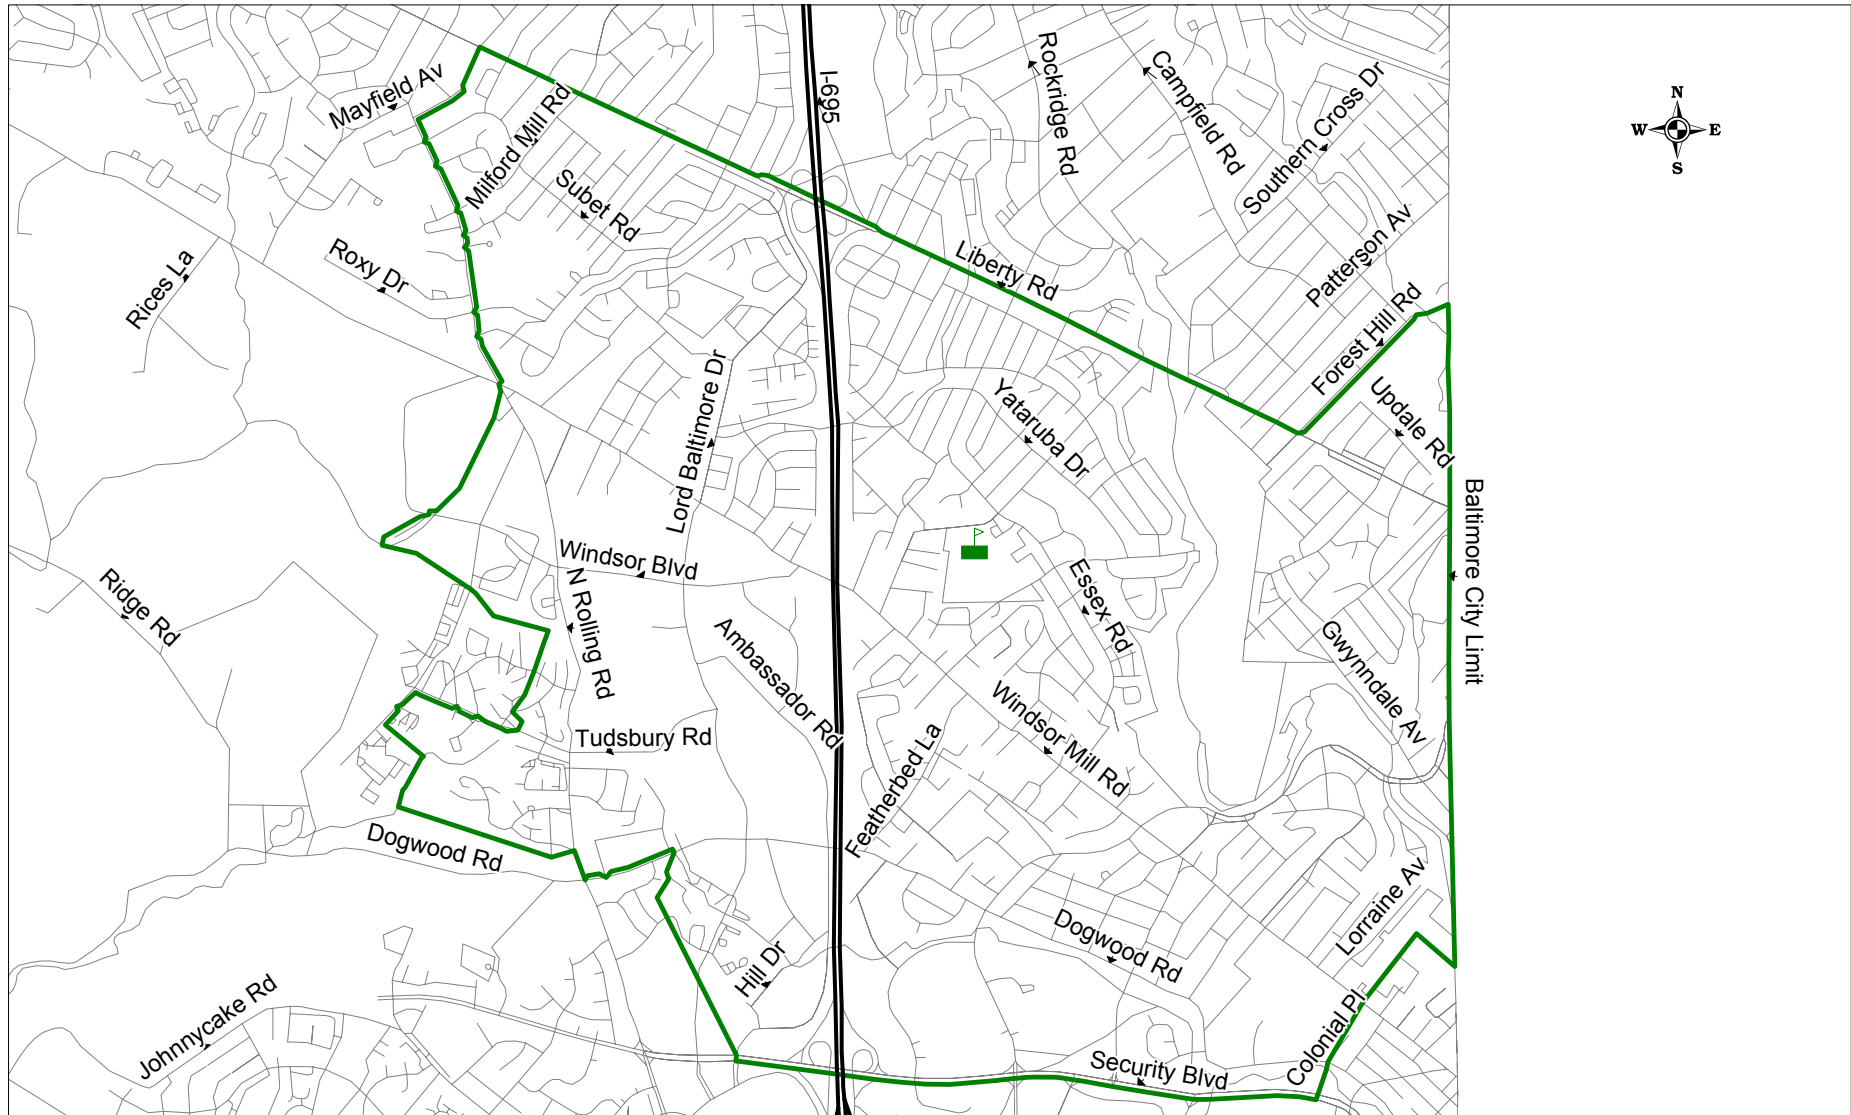 Mayfield Av
Milford Mill Rd
I-695
Rockridge Rd
Campfield Rd
Southern Cross Dr
N
W
E
S
Subet Rd
Roxy Dr
Rices La
Liberty Rd
Patterson Av
Forest Hill Rd
Updale Rd
Lord Baltimore Dr
Yataruba Dr
Baltimore City Limit
Windsor Blvd
N Rolling Rd
Ridge Rd
Essex Rd
Ambassador Rd
Gwynndale Av
Windsor Mill Rd
Tudsbury Rd
Featherbed La
Dogwood Rd
Lorraine Av
Dogwood Rd
Hill Dr
Johnnycake Rd
Colonial Pl
Security Blvd